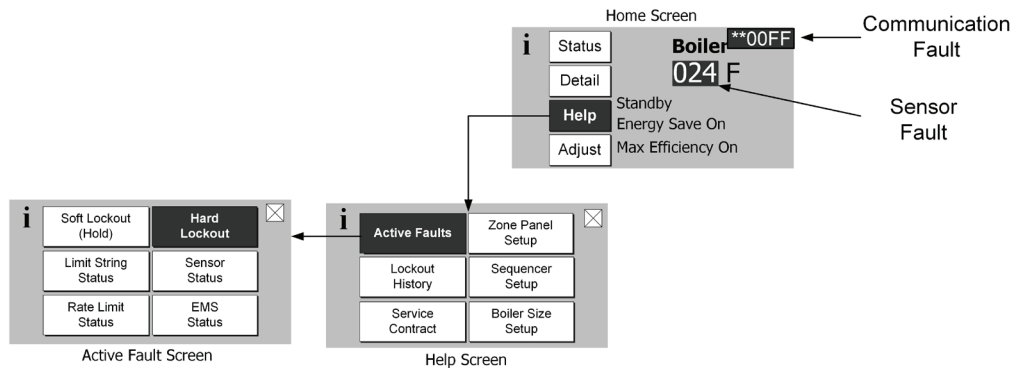 Home Screen
i
Status
Boiler
**00FF
Communication
Fault
Detail
024 F
Sensor
Fault
Help
Standby
Energy Save On
Adjust
Max Efficiency On
i
Soft Lockout
(Hold)
Hard
Lockout
Limit String
Status
Sensor
Status
Rate Limit
Status
EMS
Status
Active Fault Screen
i
Active Faults
Zone Panel
Setup
Lockout
History
Sequencer
Setup
Service
Contract
Boiler Size
Setup
Help Screen